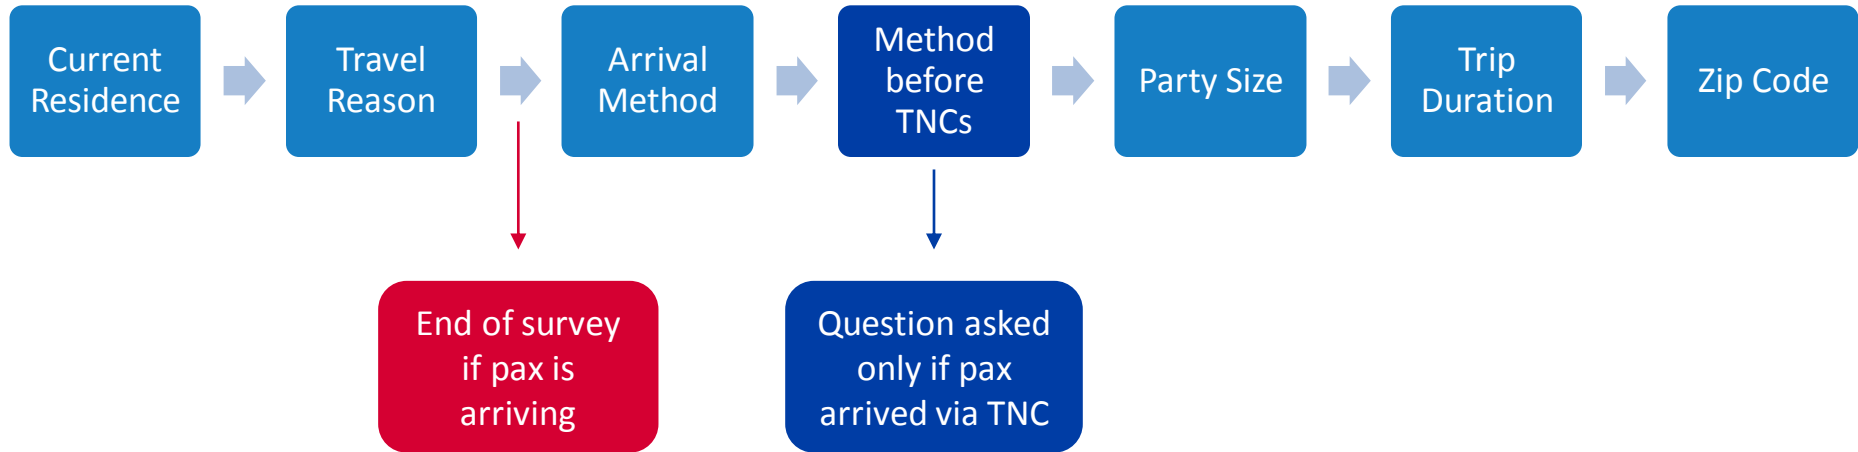 Current
Residence
Travel
Reason
Arrival
Method
Method
before
TNCs
Party Size
Trip
Duration
Zip Code
End of survey
if pax is
arriving
Question asked
only if pax
arrived via TNC